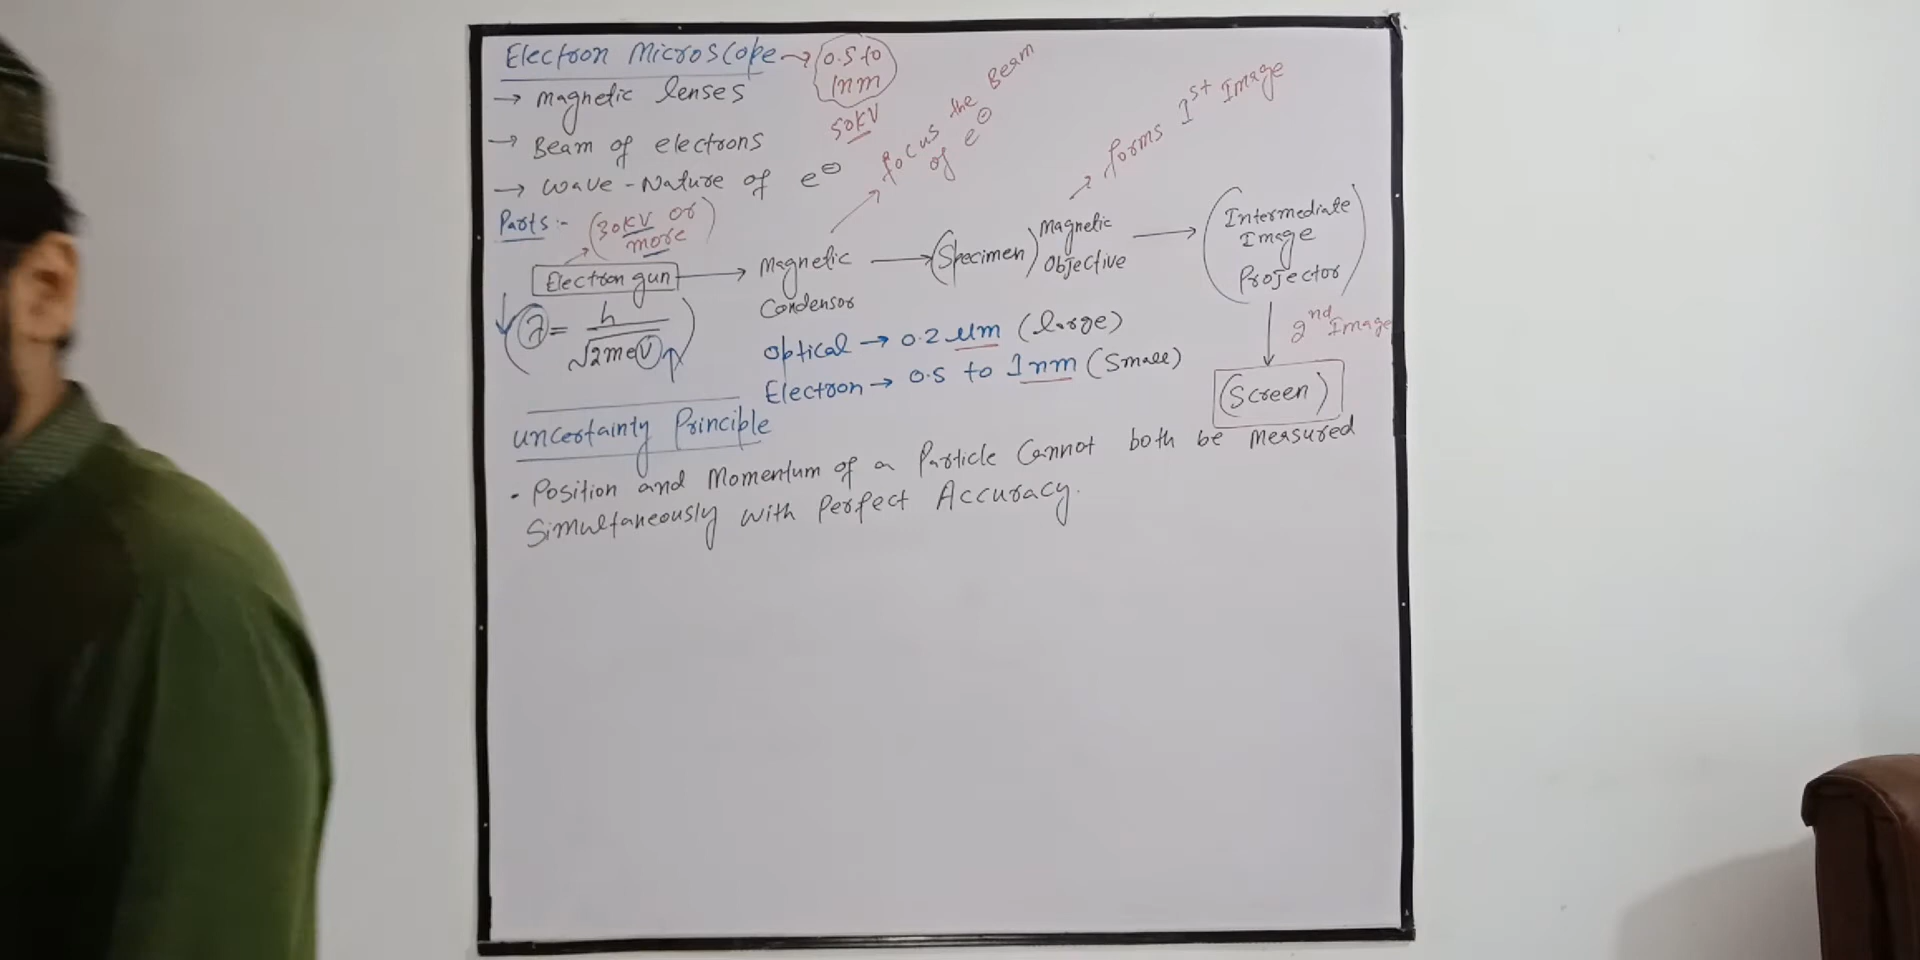 Electron Microscope → 0.5 to
1nm
50kV
→ Magnetic lenses
→ Beam of electrons
→ Wave-Nature of e⊖
focus the Beam
of e⊖
forms 1st Image
Parts:-
(30kV or
more)
Electron gun → Magnetic
Condensor
→ (Specimen) Magnetic
Objective
→ (Intermediate
Image
Projector)
2nd Image
(Screen)
↓ (λ = h / √2meV ↑)
Optical → 0.2 μm (large)
Electron → 0.5 to 1nm (Small)
Uncertainty Principle
• Position and Momentum of a Particle Cannot both be Measured
Simultaneously with Perfect Accuracy.